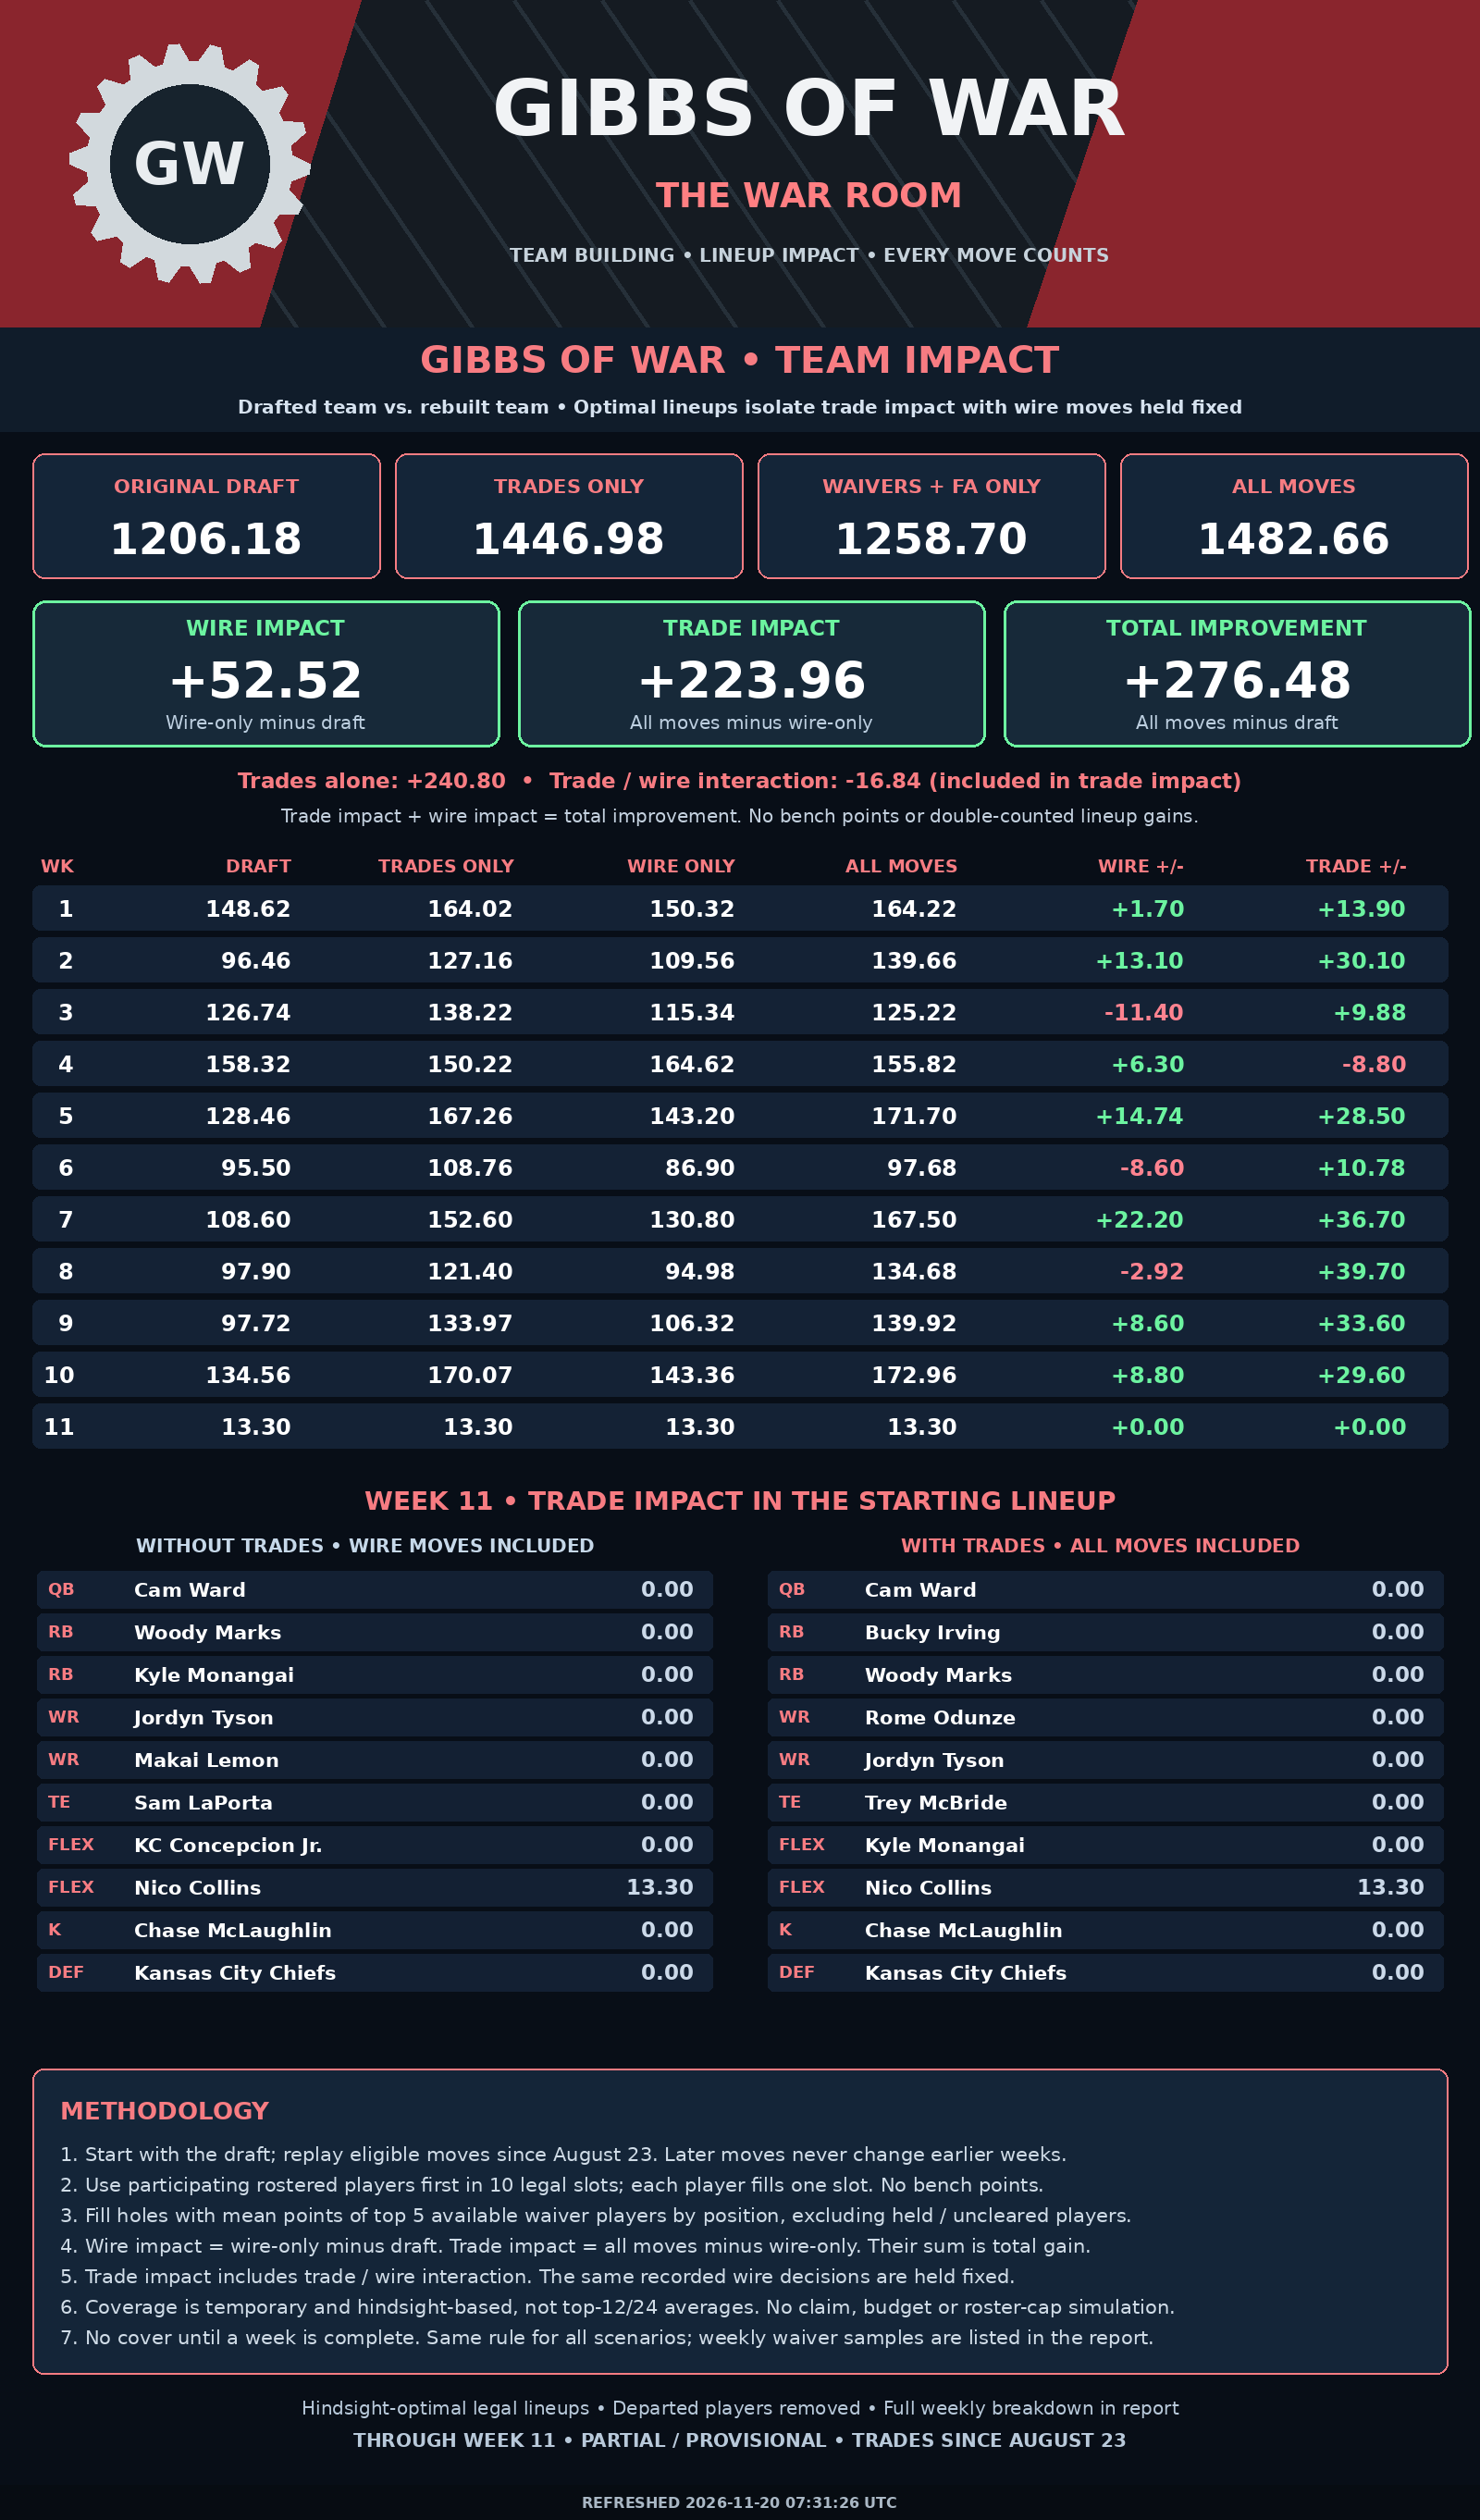 GW
GIBBS OF WAR
THE WAR ROOM
TEAM BUILDING • LINEUP IMPACT • EVERY MOVE COUNTS
GIBBS OF WAR • TEAM IMPACT
Drafted team vs. rebuilt team • Optimal lineups isolate trade impact with wire moves held fixed
ORIGINAL DRAFT TRADES ONLY WAIVERS + FA ONLY ALL MOVES
1206.18 1446.98 1258.70 1482.66
WIRE IMPACT TRADE IMPACT TOTAL IMPROVEMENT
+52.52 +223.96 +276.48
Wire-only minus draft All moves minus wire-only All moves minus draft
Trades alone: +240.80 • Trade / wire interaction: -16.84 (included in trade impact)
Trade impact + wire impact = total improvement. No bench points or double-counted lineup gains.
WK DRAFT TRADES ONLY WIRE ONLY ALL MOVES WIRE +/- TRADE +/-
1 148.62 164.02 150.32 164.22 +1.70 +13.90
2 96.46 127.16 109.56 139.66 +13.10 +30.10
3 126.74 138.22 115.34 125.22 -11.40 +9.88
4 158.32 150.22 164.62 155.82 +6.30 -8.80
5 128.46 167.26 143.20 171.70 +14.74 +28.50
6 95.50 108.76 86.90 97.68 -8.60 +10.78
7 108.60 152.60 130.80 167.50 +22.20 +36.70
8 97.90 121.40 94.98 134.68 -2.92 +39.70
9 97.72 133.97 106.32 139.92 +8.60 +33.60
10 134.56 170.07 143.36 172.96 +8.80 +29.60
11 13.30 13.30 13.30 13.30 +0.00 +0.00
WEEK 11 • TRADE IMPACT IN THE STARTING LINEUP
WITHOUT TRADES • WIRE MOVES INCLUDED
QB Cam Ward 0.00
RB Woody Marks 0.00
RB Kyle Monangai 0.00
WR Jordyn Tyson 0.00
WR Makai Lemon 0.00
TE Sam LaPorta 0.00
FLEX KC Concepcion Jr. 0.00
FLEX Nico Collins 13.30
K Chase McLaughlin 0.00
DEF Kansas City Chiefs 0.00
WITH TRADES • ALL MOVES INCLUDED
QB Cam Ward 0.00
RB Bucky Irving 0.00
RB Woody Marks 0.00
WR Rome Odunze 0.00
WR Jordyn Tyson 0.00
TE Trey McBride 0.00
FLEX Kyle Monangai 0.00
FLEX Nico Collins 13.30
K Chase McLaughlin 0.00
DEF Kansas City Chiefs 0.00
METHODOLOGY
1. Start with the draft; replay eligible moves since August 23. Later moves never change earlier weeks.
2. Use participating rostered players first in 10 legal slots; each player fills one slot. No bench points.
3. Fill holes with mean points of top 5 available waiver players by position, excluding held / uncleared players.
4. Wire impact = wire-only minus draft. Trade impact = all moves minus wire-only. Their sum is total gain.
5. Trade impact includes trade / wire interaction. The same recorded wire decisions are held fixed.
6. Coverage is temporary and hindsight-based, not top-12/24 averages. No claim, budget or roster-cap simulation.
7. No cover until a week is complete. Same rule for all scenarios; weekly waiver samples are listed in the report.
Hindsight-optimal legal lineups • Departed players removed • Full weekly breakdown in report
THROUGH WEEK 11 • PARTIAL / PROVISIONAL • TRADES SINCE AUGUST 23
REFRESHED 2026-11-20 07:31:26 UTC